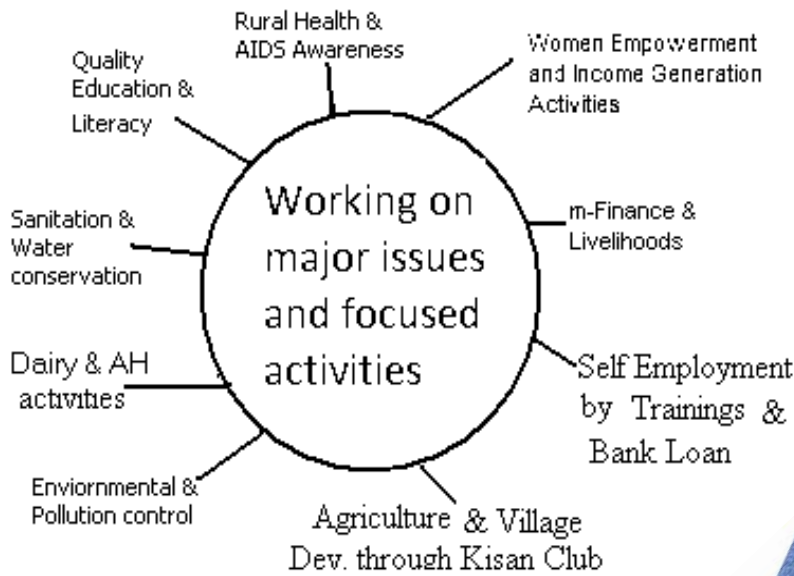 Rural Health &
AIDS Awareness
Women Empowerment
and Income Generation
Activities
m-Finance &
Livelihoods
Self Employment
by Trainings &
Bank Loan
Agriculture & Village
Dev. through Kisan Club
Enviornmental &
Pollution control
Dairy & AH
activities
Sanitation &
Water
conservation
Quality
Education &
Literacy
Working on
major issues
and focused
activities